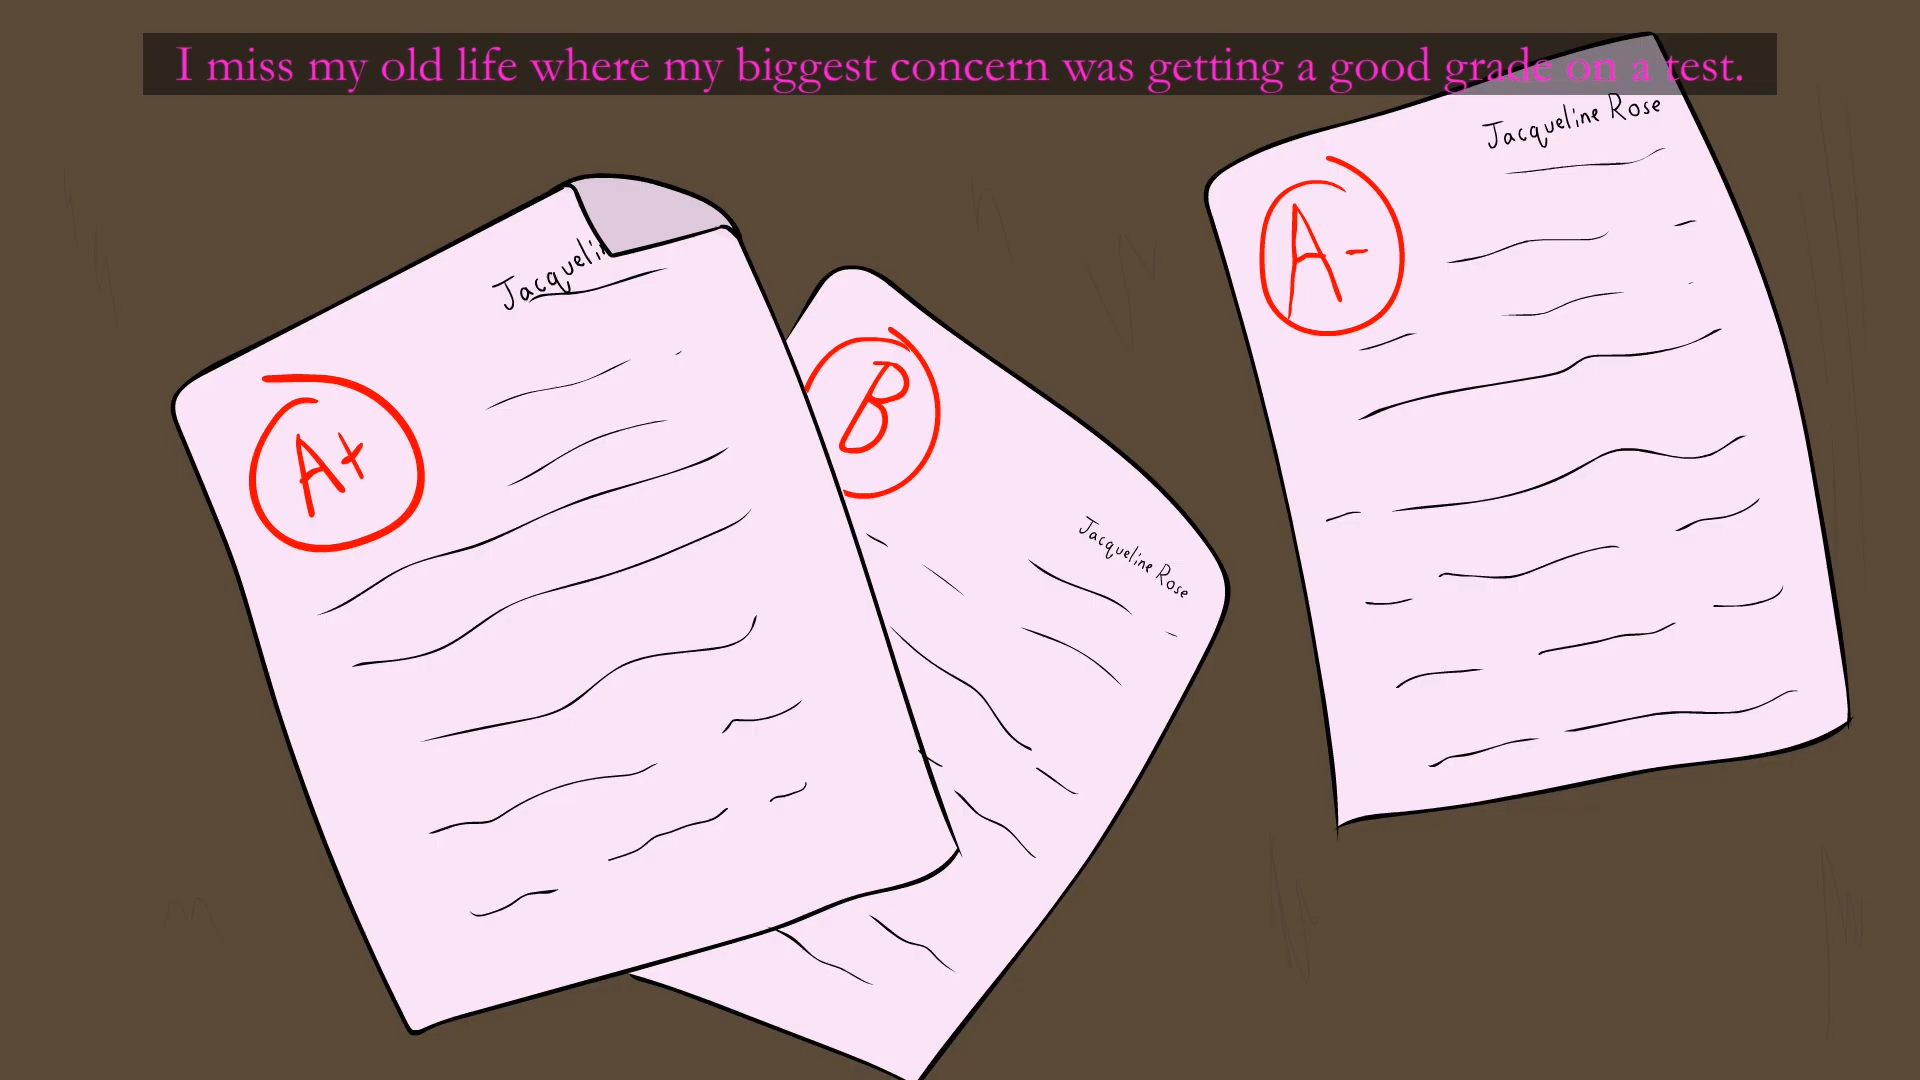 I miss my old life where my biggest concern was getting a good grade on a test.
Jacqueline Rose
A-
Jacqueli
A+
B
Jacqueline Rose